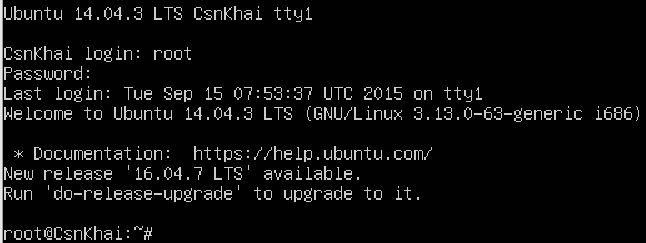 Ubuntu 14.04.3 LTS CsnKhai tty1
CsnKhai login: root
Password:
Last login: Tue Sep 15 07:53:37 UTC 2015 on tty1
Welcome to Ubuntu 14.04.3 LTS (GNU/Linux 3.13.0-63-generic i686)
 * Documentation:  https://help.ubuntu.com/
New release '16.04.7 LTS' available.
Run 'do-release-upgrade' to upgrade to it.
root@CsnKhai:~#